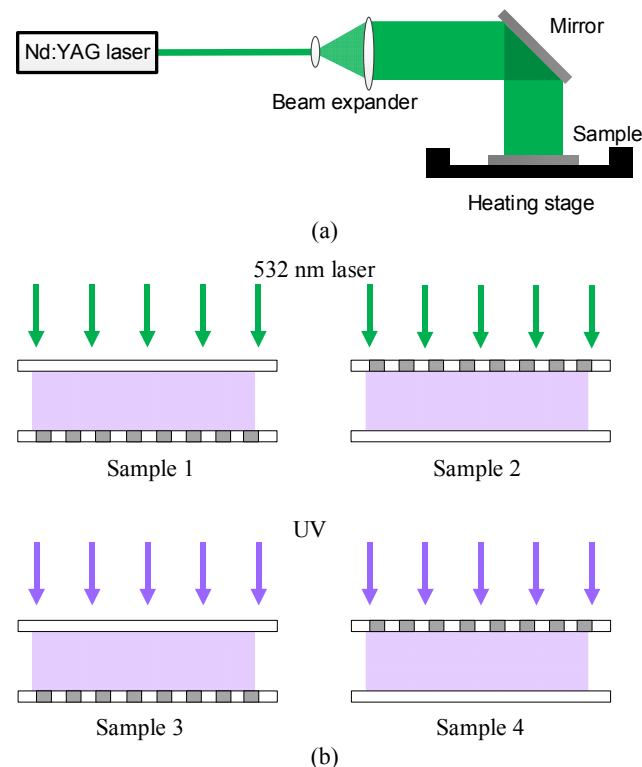 Nd:YAG laser
Mirror
Beam expander
Sample
Heating stage
(a)
532 nm laser
Sample 1
Sample 2
UV
Sample 3
Sample 4
(b)